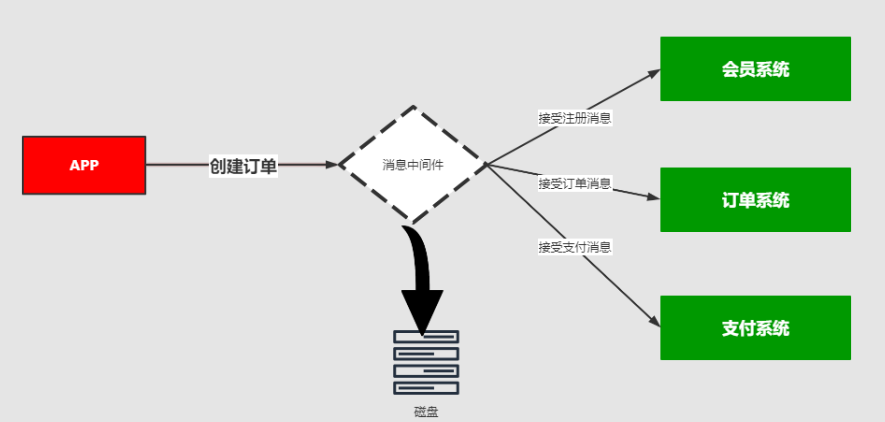 APP
创建订单
消息中间件
接受注册消息
接受订单消息
接受支付消息
会员系统
订单系统
支付系统
磁盘